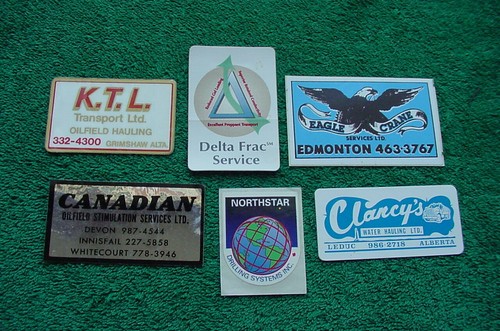 K.T.L.
Transport Ltd.
OILFIELD HAULING
332-4300 GRIMSHAW ALTA.
Delta Frac SM
Service
EAGLE CRANE
SERVICES LTD.
EDMONTON 463-3767
CANADIAN
OILFIELD STIMULATION SERVICES LTD.
DEVON 987-4544
INNISFAIL 227-5858
WHITECOURT 778-3946
NORTHSTAR
DRILLING SYSTEMS INC.
Clancy's
WATER HAULING LTD.
LEDUC 986-2718 ALBERTA